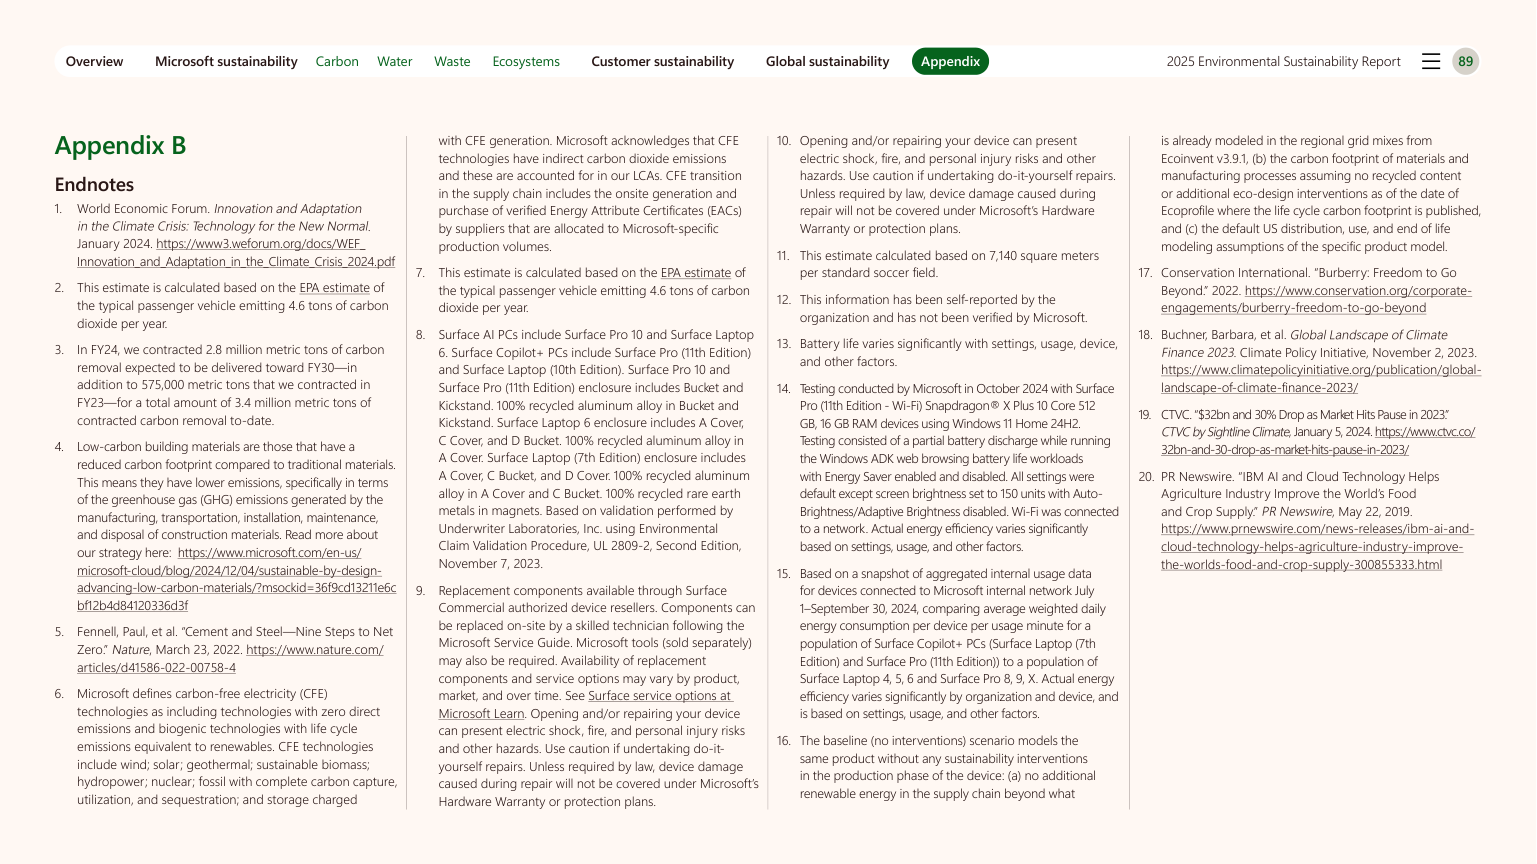 Overview Microsoft sustainability Carbon Water Waste Ecosystems Customer sustainability Global sustainability Appendix 2025 Environmental Sustainability Report 89
Appendix B
Endnotes
1. World Economic Forum. Innovation and Adaptation
in the Climate Crisis: Technology for the New Normal.
January 2024. https://www3.weforum.org/docs/WEF_
Innovation_and_Adaptation_in_the_Climate_Crisis_2024.pdf
2. This estimate is calculated based on the EPA estimate of
the typical passenger vehicle emitting 4.6 tons of carbon
dioxide per year.
3. In FY24, we contracted 2.8 million metric tons of carbon
removal expected to be delivered toward FY30—in
addition to 575,000 metric tons that we contracted in
FY23—for a total amount of 3.4 million metric tons of
contracted carbon removal to-date.
4. Low-carbon building materials are those that have a
reduced carbon footprint compared to traditional materials.
This means they have lower emissions, specifically in terms
of the greenhouse gas (GHG) emissions generated by the
manufacturing, transportation, installation, maintenance,
and disposal of construction materials. Read more about
our strategy here: https://www.microsoft.com/en-us/
microsoft-cloud/blog/2024/12/04/sustainable-by-design-
advancing-low-carbon-materials/?msockid=36f9cd13211e6c
bf12b4d84120336d3f
5. Fennell, Paul, et al. “Cement and Steel—Nine Steps to Net
Zero.” Nature, March 23, 2022. https://www.nature.com/
articles/d41586-022-00758-4
6. Microsoft defines carbon-free electricity (CFE)
technologies as including technologies with zero direct
emissions and biogenic technologies with life cycle
emissions equivalent to renewables. CFE technologies
include wind; solar; geothermal; sustainable biomass;
hydropower; nuclear; fossil with complete carbon capture,
utilization, and sequestration; and storage charged
with CFE generation. Microsoft acknowledges that CFE
technologies have indirect carbon dioxide emissions
and these are accounted for in our LCAs. CFE transition
in the supply chain includes the onsite generation and
purchase of verified Energy Attribute Certificates (EACs)
by suppliers that are allocated to Microsoft-specific
production volumes.
7. This estimate is calculated based on the EPA estimate of
the typical passenger vehicle emitting 4.6 tons of carbon
dioxide per year.
8. Surface AI PCs include Surface Pro 10 and Surface Laptop
6. Surface Copilot+ PCs include Surface Pro (11th Edition)
and Surface Laptop (10th Edition). Surface Pro 10 and
Surface Pro (11th Edition) enclosure includes Bucket and
Kickstand. 100% recycled aluminum alloy in Bucket and
Kickstand. Surface Laptop 6 enclosure includes A Cover,
C Cover, and D Bucket. 100% recycled aluminum alloy in
A Cover. Surface Laptop (7th Edition) enclosure includes
A Cover, C Bucket, and D Cover. 100% recycled aluminum
alloy in A Cover and C Bucket. 100% recycled rare earth
metals in magnets. Based on validation performed by
Underwriter Laboratories, Inc. using Environmental
Claim Validation Procedure, UL 2809-2, Second Edition,
November 7, 2023.
9. Replacement components available through Surface
Commercial authorized device resellers. Components can
be replaced on-site by a skilled technician following the
Microsoft Service Guide. Microsoft tools (sold separately)
may also be required. Availability of replacement
components and service options may vary by product,
market, and over time. See Surface service options at
Microsoft Learn. Opening and/or repairing your device
can present electric shock, fire, and personal injury risks
and other hazards. Use caution if undertaking do-it-
yourself repairs. Unless required by law, device damage
caused during repair will not be covered under Microsoft’s
Hardware Warranty or protection plans.
10. Opening and/or repairing your device can present
electric shock, fire, and personal injury risks and other
hazards. Use caution if undertaking do-it-yourself repairs.
Unless required by law, device damage caused during
repair will not be covered under Microsoft’s Hardware
Warranty or protection plans.
11. This estimate calculated based on 7,140 square meters
per standard soccer field.
12. This information has been self-reported by the
organization and has not been verified by Microsoft.
13. Battery life varies significantly with settings, usage, device,
and other factors.
14. Testing conducted by Microsoft in October 2024 with Surface
Pro (11th Edition - Wi-Fi) Snapdragon® X Plus 10 Core 512
GB, 16 GB RAM devices using Windows 11 Home 24H2.
Testing consisted of a partial battery discharge while running
the Windows ADK web browsing battery life workloads
with Energy Saver enabled and disabled. All settings were
default except screen brightness set to 150 units with Auto-
Brightness/Adaptive Brightness disabled. Wi-Fi was connected
to a network. Actual energy efficiency varies significantly
based on settings, usage, and other factors.
15. Based on a snapshot of aggregated internal usage data
for devices connected to Microsoft internal network July
1–September 30, 2024, comparing average weighted daily
energy consumption per device per usage minute for a
population of Surface Copilot+ PCs (Surface Laptop (7th
Edition) and Surface Pro (11th Edition)) to a population of
Surface Laptop 4, 5, 6 and Surface Pro 8, 9, X. Actual energy
efficiency varies significantly by organization and device, and
is based on settings, usage, and other factors.
16. The baseline (no interventions) scenario models the
same product without any sustainability interventions
in the production phase of the device: (a) no additional
renewable energy in the supply chain beyond what
is already modeled in the regional grid mixes from
Ecoinvent v3.9.1, (b) the carbon footprint of materials and
manufacturing processes assuming no recycled content
or additional eco-design interventions as of the date of
Ecoprofile where the life cycle carbon footprint is published,
and (c) the default US distribution, use, and end of life
modeling assumptions of the specific product model.
17. Conservation International. “Burberry: Freedom to Go
Beyond.” 2022. https://www.conservation.org/corporate-
engagements/burberry-freedom-to-go-beyond
18. Buchner, Barbara, et al. Global Landscape of Climate
Finance 2023. Climate Policy Initiative, November 2, 2023.
https://www.climatepolicyinitiative.org/publication/global-
landscape-of-climate-finance-2023/
19. CTVC. “$32bn and 30% Drop as Market Hits Pause in 2023.”
CTVC by Sightline Climate, January 5, 2024. https://www.ctvc.co/
32bn-and-30-drop-as-market-hits-pause-in-2023/
20. PR Newswire. “IBM AI and Cloud Technology Helps
Agriculture Industry Improve the World’s Food
and Crop Supply.” PR Newswire, May 22, 2019.
https://www.prnewswire.com/news-releases/ibm-ai-and-
cloud-technology-helps-agriculture-industry-improve-
the-worlds-food-and-crop-supply-300855333.html